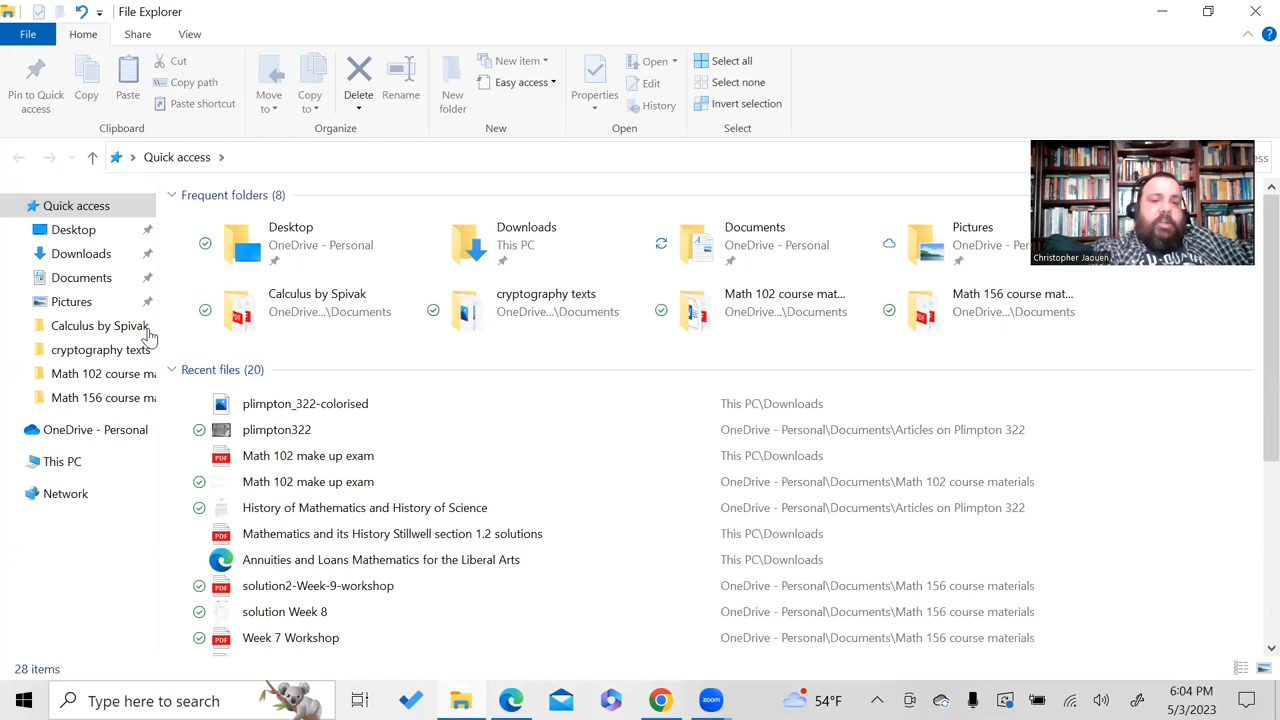 File Explorer
File Home Share View
Pin to Quick access
Copy
Paste
Cut
Copy path
Paste shortcut
Clipboard
Move to
Copy to
Delete
Rename
Organize
New folder
New item
Easy access
New
Properties
Open
Edit
History
Open
Select all
Select none
Invert selection
Select
Quick access
Christopher Jaouen
Quick access
Desktop
Downloads
Documents
Pictures
Calculus by Spivak
cryptography texts
Math 102 course ma
Math 156 course ma
OneDrive - Personal
This PC
Network
Frequent folders (8)
Desktop
OneDrive - Personal
Downloads
This PC
Documents
OneDrive - Personal
Pictures
OneDrive - Per
Calculus by Spivak
OneDrive...\Documents
cryptography texts
OneDrive...\Documents
Math 102 course mat...
OneDrive...\Documents
Math 156 course mat...
OneDrive...\Documents
Recent files (20)
plimpton_322-colorised This PC\Downloads
plimpton322 OneDrive - Personal\Documents\Articles on Plimpton 322
Math 102 make up exam This PC\Downloads
Math 102 make up exam OneDrive - Personal\Documents\Math 102 course materials
History of Mathematics and History of Science OneDrive - Personal\Documents\Articles on Plimpton 322
Mathematics and its History Stillwell section 1.2 solutions This PC\Downloads
Annuities and Loans Mathematics for the Liberal Arts This PC\Downloads
solution2-Week-9-workshop OneDrive - Personal\Documents\Math 156 course materials
solution Week 8 OneDrive - Personal\Documents\Math 156 course materials
Week 7 Workshop OneDrive - Personal\Documents\Math 156 course materials
28 items
Type here to search
zoom
54°F
6:04 PM
5/3/2023